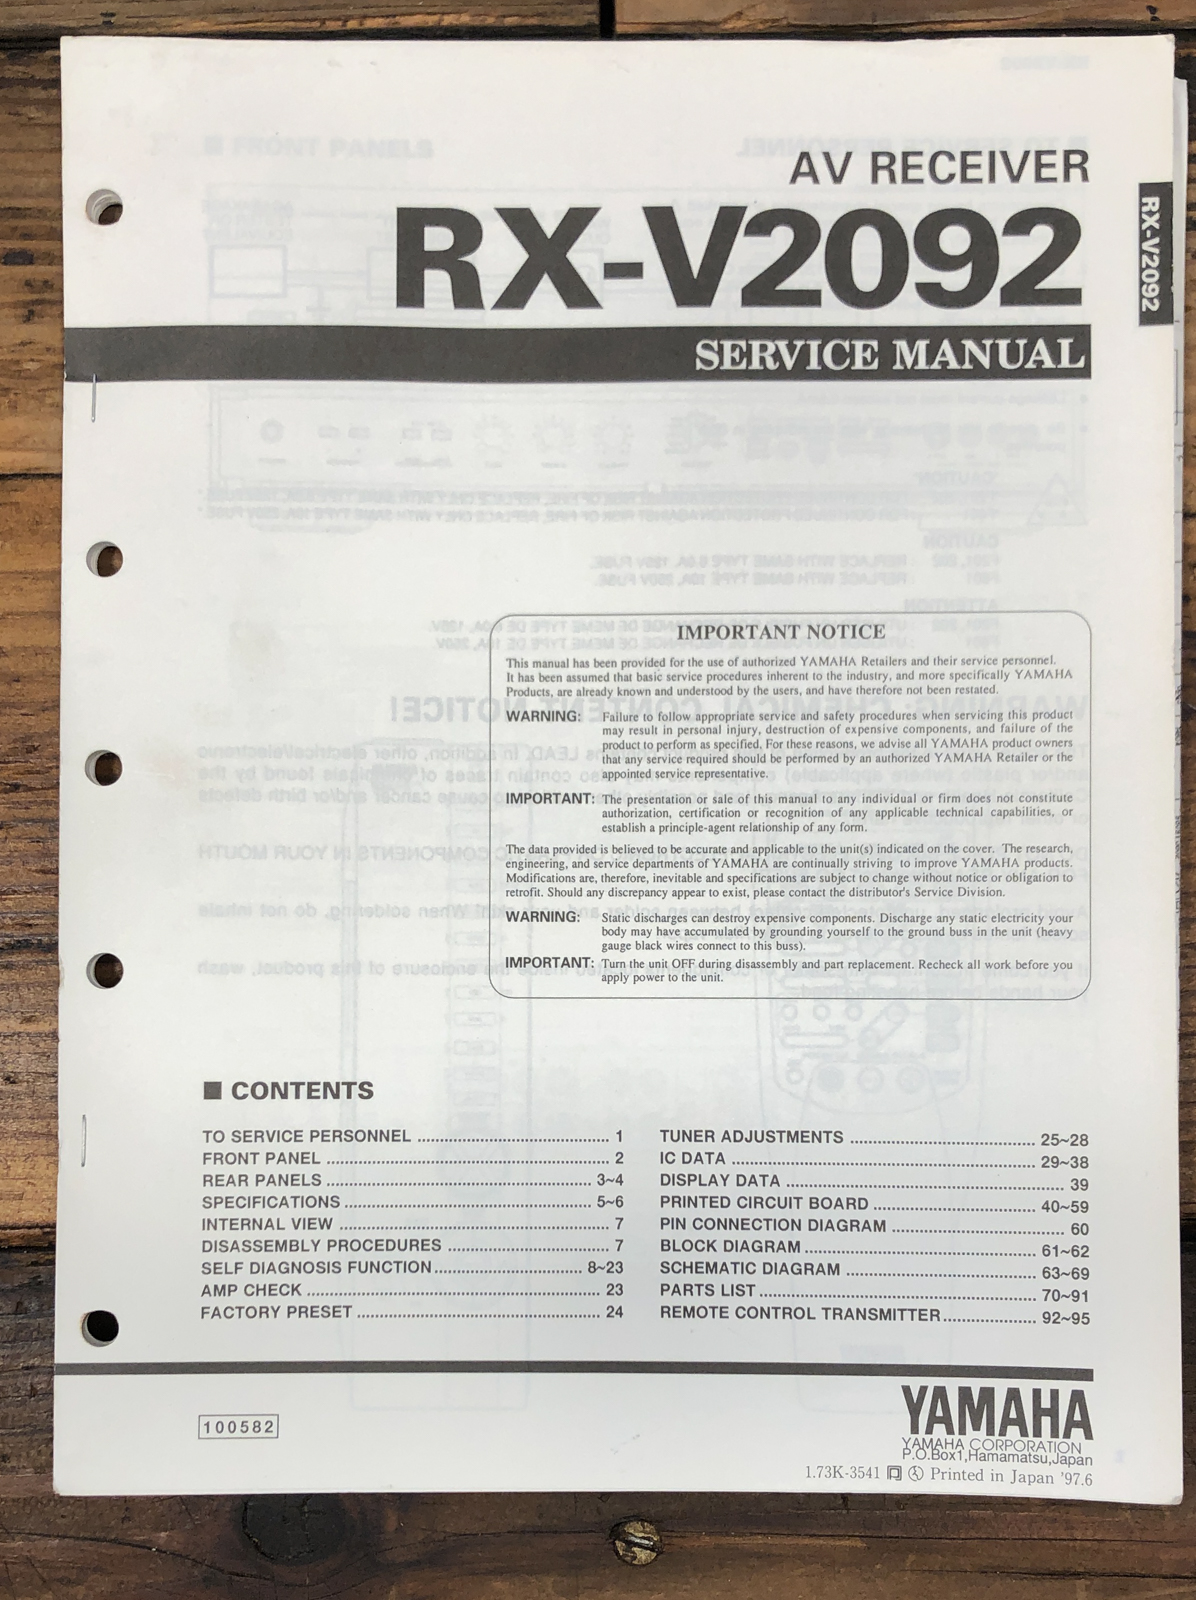 AV RECEIVER
RX-V2092
RX-V2092
SERVICE MANUAL
IMPORTANT NOTICE
This manual has been provided for the use of authorized YAMAHA Retailers and their service personnel.
It has been assumed that basic service procedures inherent to the industry, and more specifically YAMAHA
Products, are already known and understood by the users, and have therefore not been restated.
WARNING: Failure to follow appropriate service and safety procedures when servicing this product
may result in personal injury, destruction of expensive components, and failure of the
product to perform as specified. For these reasons, we advise all YAMAHA product owners
that any service required should be performed by an authorized YAMAHA Retailer or the
appointed service representative.
IMPORTANT: The presentation or sale of this manual to any individual or firm does not constitute
authorization, certification or recognition of any applicable technical capabilities, or
establish a principle-agent relationship of any form.
The data provided is believed to be accurate and applicable to the unit(s) indicated on the cover. The research,
engineering, and service departments of YAMAHA are continually striving to improve YAMAHA products.
Modifications are, therefore, inevitable and specifications are subject to change without notice or obligation to
retrofit. Should any discrepancy appear to exist, please contact the distributor's Service Division.
WARNING: Static discharges can destroy expensive components. Discharge any static electricity your
body may have accumulated by grounding yourself to the ground buss in the unit (heavy
gauge black wires connect to this buss).
IMPORTANT: Turn the unit OFF during disassembly and part replacement. Recheck all work before you
apply power to the unit.
■ CONTENTS
TO SERVICE PERSONNEL ........................................... 1
FRONT PANEL ............................................................... 2
REAR PANELS ............................................................ 3~4
SPECIFICATIONS ........................................................ 5~6
INTERNAL VIEW ............................................................ 7
DISASSEMBLY PROCEDURES .................................... 7
SELF DIAGNOSIS FUNCTION ................................. 8~23
AMP CHECK ................................................................. 23
FACTORY PRESET ...................................................... 24
TUNER ADJUSTMENTS ......................................... 25~28
IC DATA .................................................................... 29~38
DISPLAY DATA .............................................................. 39
PRINTED CIRCUIT BOARD .................................... 40~59
PIN CONNECTION DIAGRAM ...................................... 60
BLOCK DIAGRAM .................................................... 61~62
SCHEMATIC DIAGRAM .......................................... 63~69
PARTS LIST .............................................................. 70~91
REMOTE CONTROL TRANSMITTER ..................... 92~95
100582
YAMAHA
YAMAHA CORPORATION
P.O.Box1,Hamamatsu,Japan
1.73K-3541 Printed in Japan '97.6